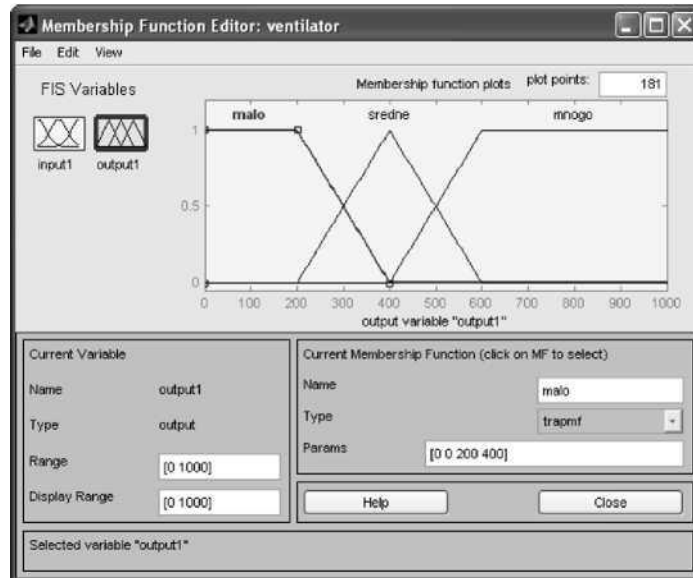 Membership Function Editor: ventilator
File Edit View
FIS Variables
input1 output1
Membership function plots plot points: 181
malo sredne mnogo
1
0.5
0
0 100 200 300 400 500 600 700 800 900 1000
output variable "output1"
Current Variable
Name output1
Type output
Range [0 1000]
Display Range [0 1000]
Current Membership Function (click on MF to select)
Name malo
Type trapmf
Params [0 0 200 400]
Help Close
Selected variable "output1"